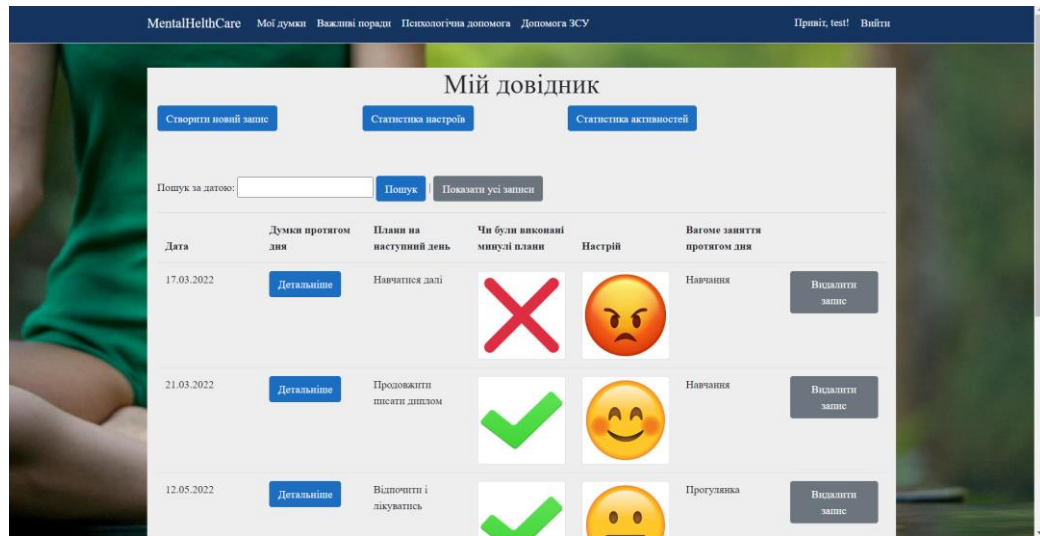 MentalHelthCare Мої думки Важливі поради Психологічна допомога Допомога ЗСУ Привіт, test! Вийти
Мій довідник
Створити новий запис Статистика настроїв Статистика активностей
Пошук за датою: Пошук | Показати усі записи
Дата Думки протягом дня Плани на наступний день Чи були виконані минулі плани Настрій Вагоме заняття протягом дня
17.03.2022 Детальніше Навчатися далі Навчання Видалити запис
21.03.2022 Детальніше Продовжити писати диплом Навчання Видалити запис
12.05.2022 Детальніше Відпочити і лікуватись Прогулянка Видалити запис